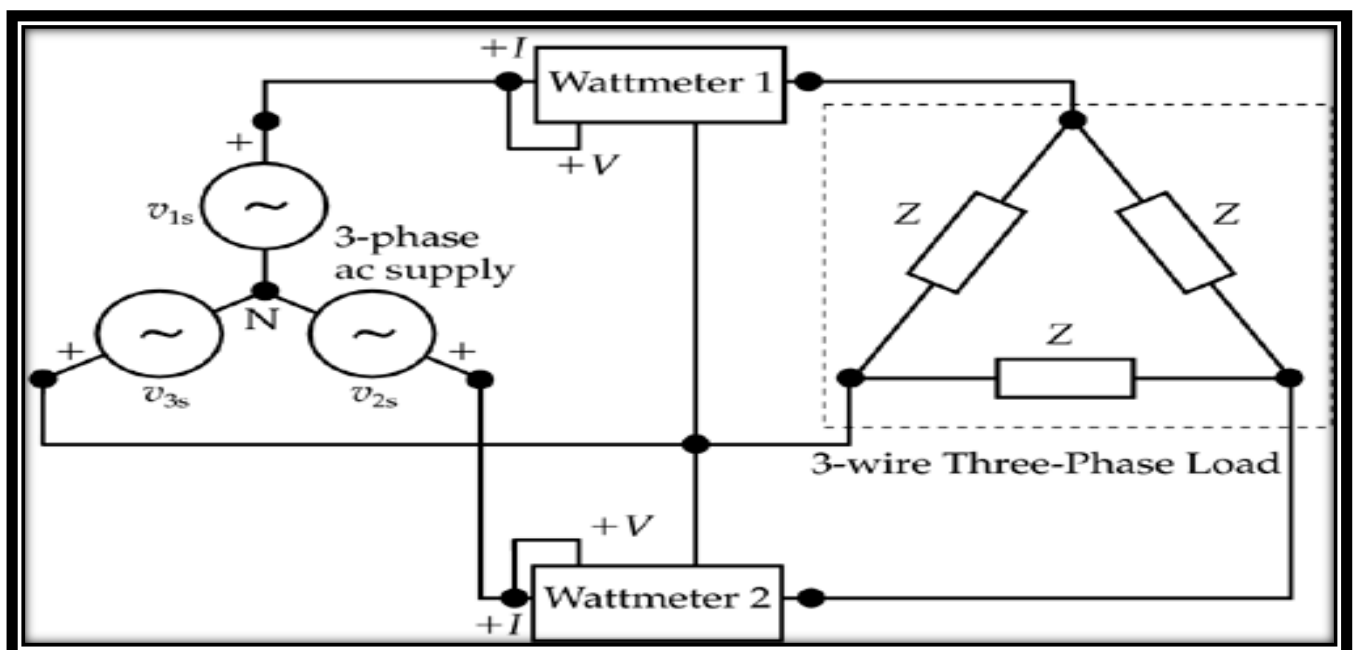 +I
Wattmeter 1
+V
+
v1s
3-phase
ac supply
Z
Z
N
+
+
v3s
v2s
Z
3-wire Three-Phase Load
+V
Wattmeter 2
+I